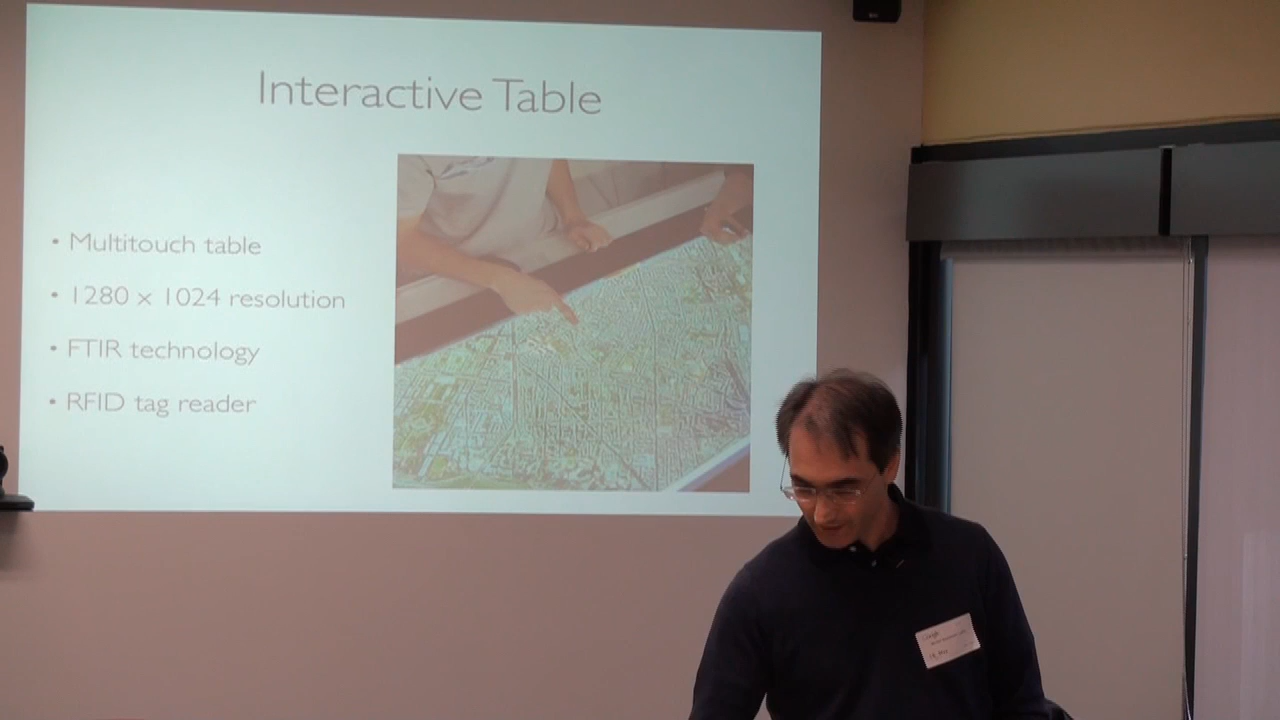 Interactive Table
• Multitouch table
• 1280 x 1024 resolution
• FTIR technology
• RFID tag reader